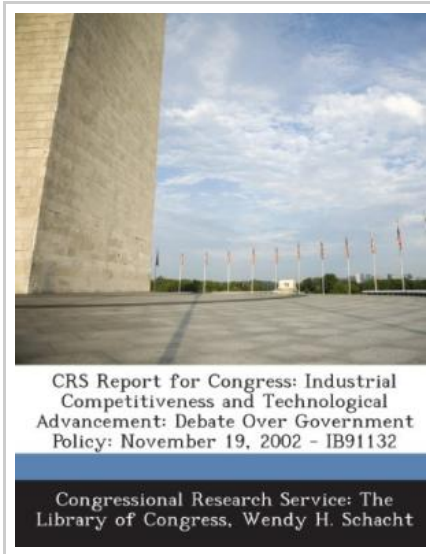 CRS Report for Congress: Industrial
Competitiveness and Technological
Advancement: Debate Over Government
Policy: November 19, 2002 - IB91132
Congressional Research Service: The
Library of Congress, Wendy H. Schacht